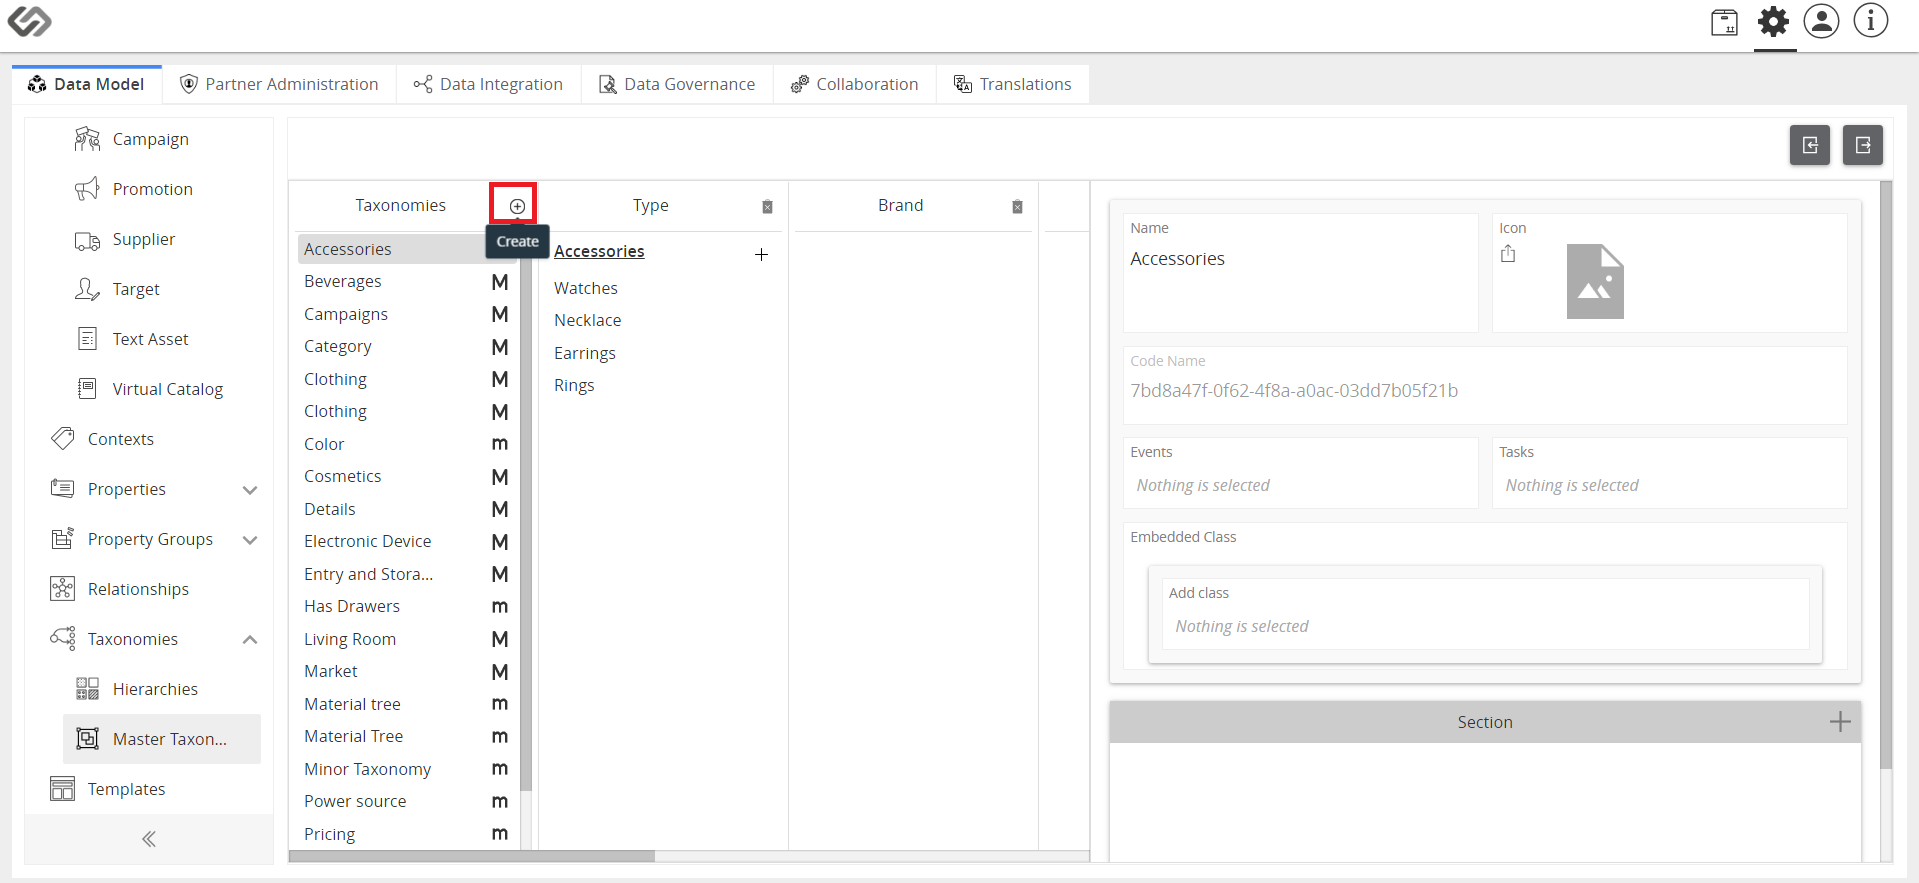 Data Model
Partner Administration
Data Integration
Data Governance
Collaboration
Translations
Campaign
Promotion
Supplier
Target
Text Asset
Virtual Catalog
Contexts
Properties
Property Groups
Relationships
Taxonomies
Hierarchies
Master Taxon...
Templates
Taxonomies
Create
Accessories
Beverages M
Campaigns M
Category M
Clothing M
Clothing M
Color m
Cosmetics M
Details M
Electronic Device M
Entry and Stora... M
Has Drawers m
Living Room M
Market M
Material tree m
Material Tree m
Minor Taxonomy m
Power source m
Pricing m
Type
Accessories
Watches
Necklace
Earrings
Rings
Brand
Name
Accessories
Icon
Code Name
7bd8a47f-0f62-4f8a-a0ac-03dd7b05f21b
Events
Nothing is selected
Tasks
Nothing is selected
Embedded Class
Add class
Nothing is selected
Section